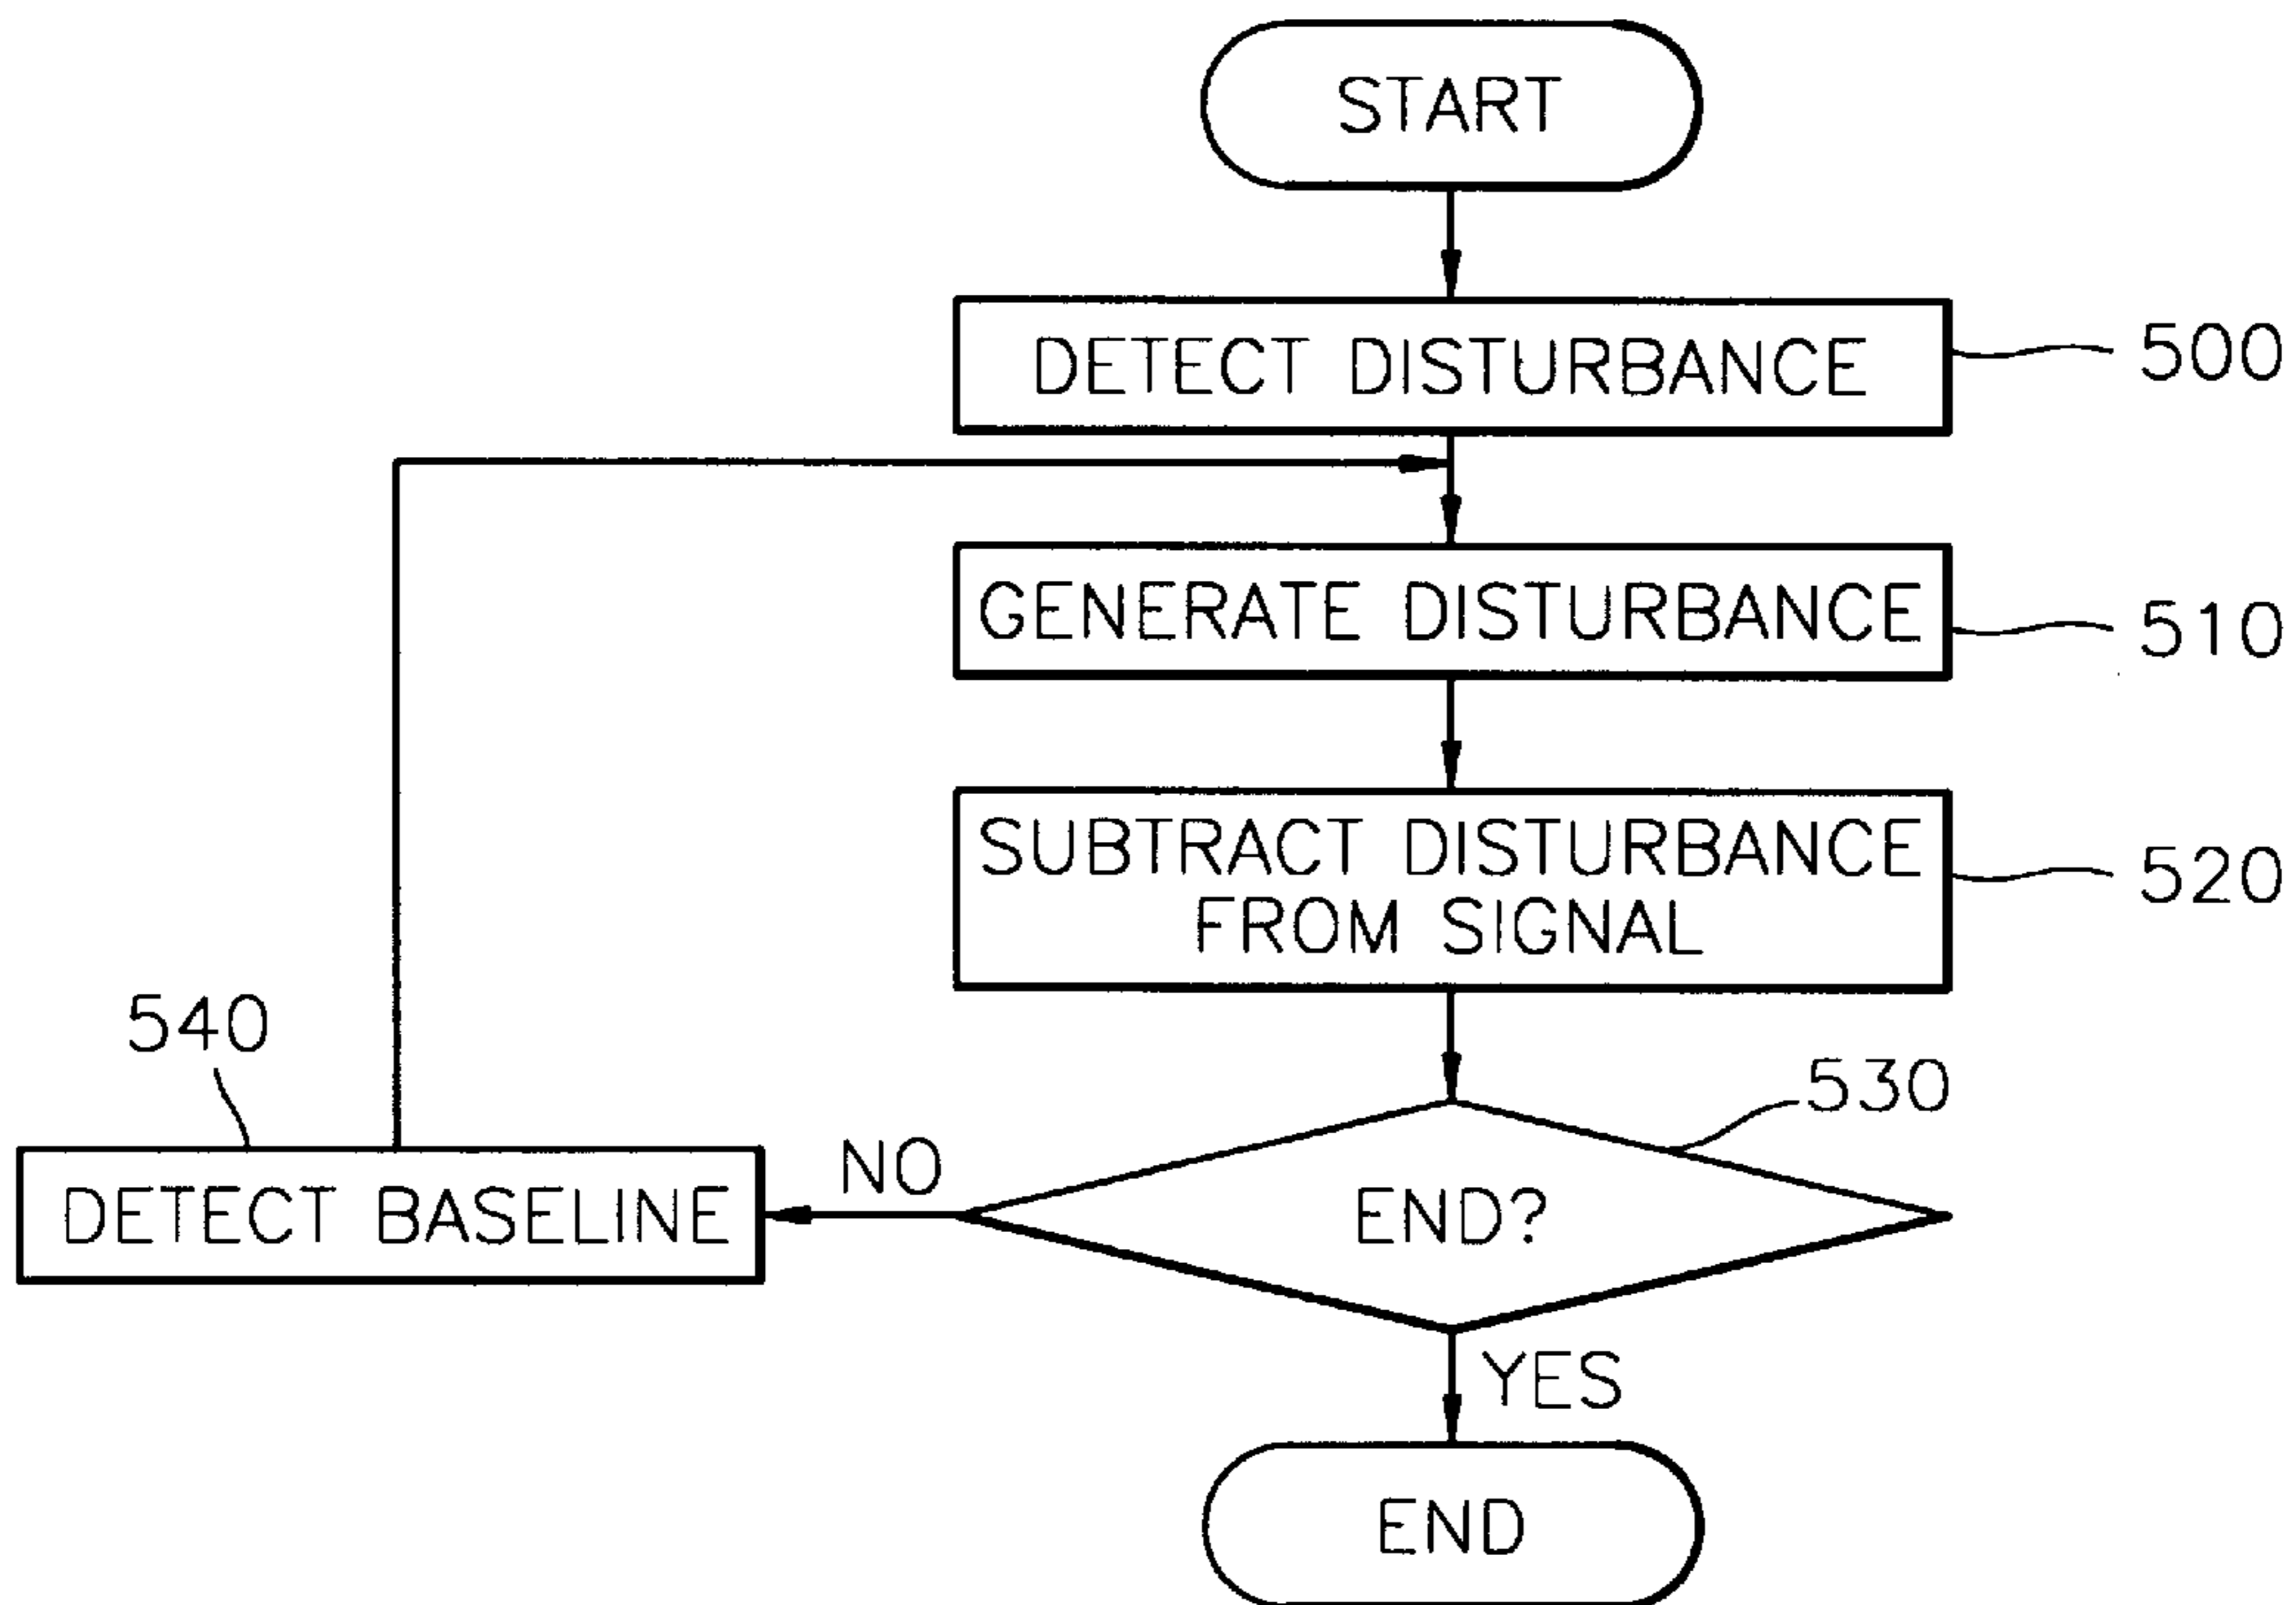 START
DETECT DISTURBANCE
500
GENERATE DISTURBANCE
510
SUBTRACT DISTURBANCE
FROM SIGNAL
520
540
530
DETECT BASELINE
NO
END?
YES
END